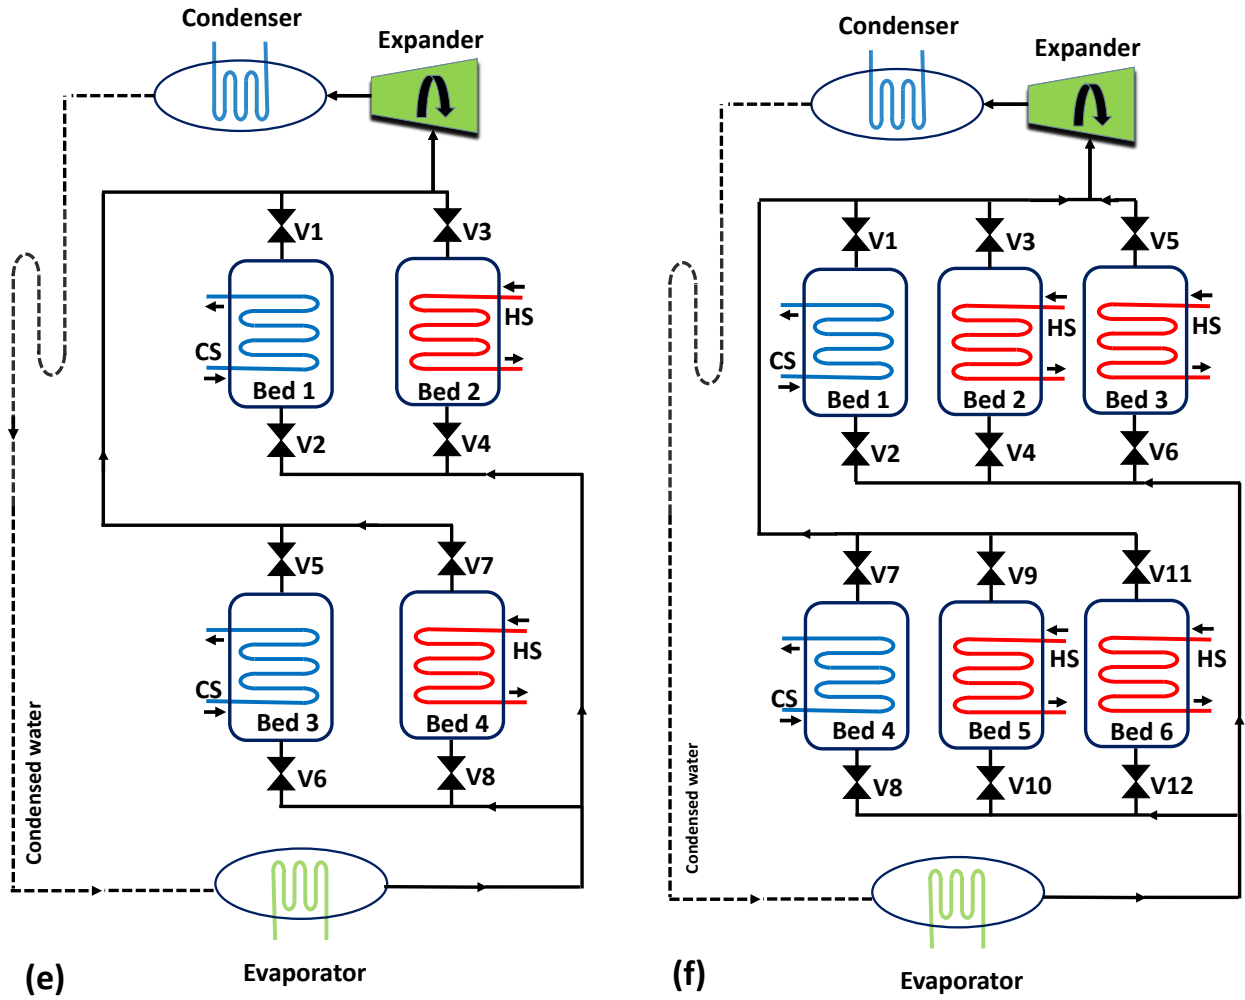 Condenser
Expander
V1
V3
CS
HS
Bed 1
Bed 2
V2
V4
V5
V7
CS
HS
Bed 3
Bed 4
V6
V8
Condensed water
Evaporator
(e)
Condenser
Expander
V1
V3
V5
CS
HS
HS
Bed 1
Bed 2
Bed 3
V2
V4
V6
V7
V9
V11
CS
HS
HS
Bed 4
Bed 5
Bed 6
V8
V10
V12
Condensed water
Evaporator
(f)